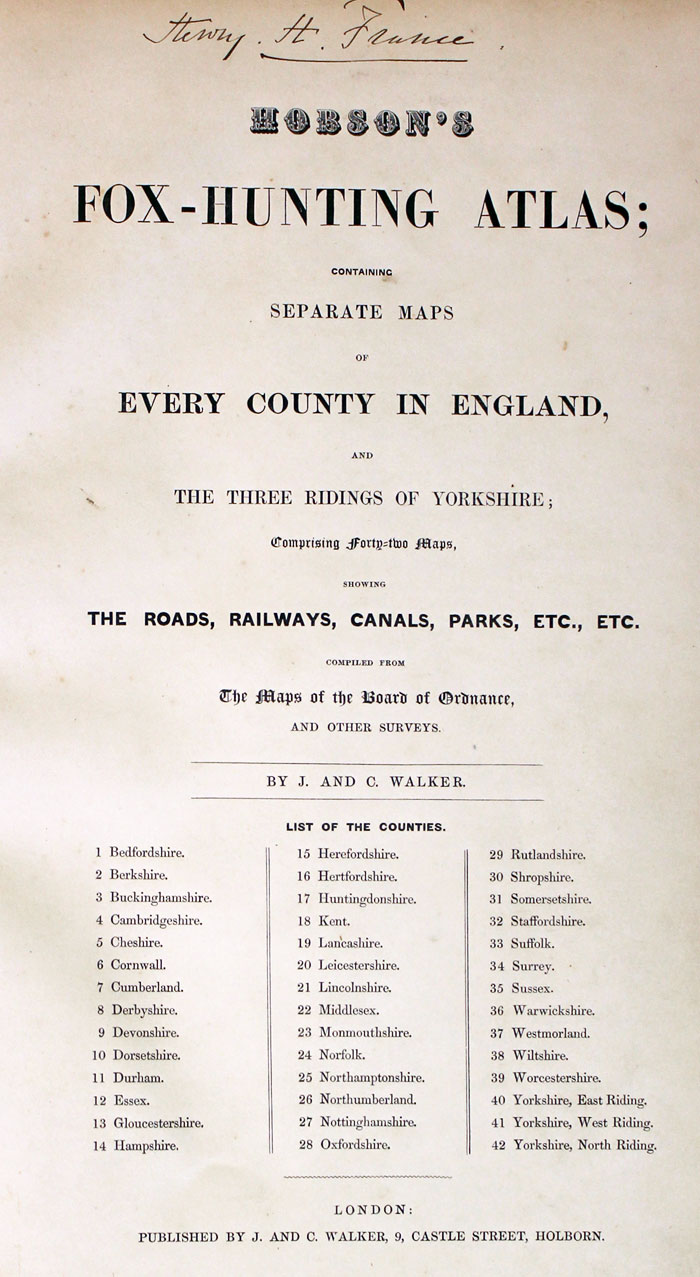 Henry. H. France
HOBSON'S
FOX-HUNTING ATLAS;
CONTAINING
SEPARATE MAPS
OF
EVERY COUNTY IN ENGLAND,
AND
THE THREE RIDINGS OF YORKSHIRE;
Comprising Forty-two Maps,
SHOWING
THE ROADS, RAILWAYS, CANALS, PARKS, ETC., ETC.
COMPILED FROM
The Maps of the Board of Ordnance,
AND OTHER SURVEYS.
BY J. AND C. WALKER.
LIST OF THE COUNTIES.
1 Bedfordshire.
2 Berkshire.
3 Buckinghamshire.
4 Cambridgeshire.
5 Cheshire.
6 Cornwall.
7 Cumberland.
8 Derbyshire.
9 Devonshire.
10 Dorsetshire.
11 Durham.
12 Essex.
13 Gloucestershire.
14 Hampshire.
15 Herefordshire.
16 Hertfordshire.
17 Huntingdonshire.
18 Kent.
19 Lancashire.
20 Leicestershire.
21 Lincolnshire.
22 Middlesex.
23 Monmouthshire.
24 Norfolk.
25 Northamptonshire.
26 Northumberland.
27 Nottinghamshire.
28 Oxfordshire.
29 Rutlandshire.
30 Shropshire.
31 Somersetshire.
32 Staffordshire.
33 Suffolk.
34 Surrey.
35 Sussex.
36 Warwickshire.
37 Westmorland.
38 Wiltshire.
39 Worcestershire.
40 Yorkshire, East Riding.
41 Yorkshire, West Riding.
42 Yorkshire, North Riding.
LONDON:
PUBLISHED BY J. AND C. WALKER, 9, CASTLE STREET, HOLBORN.